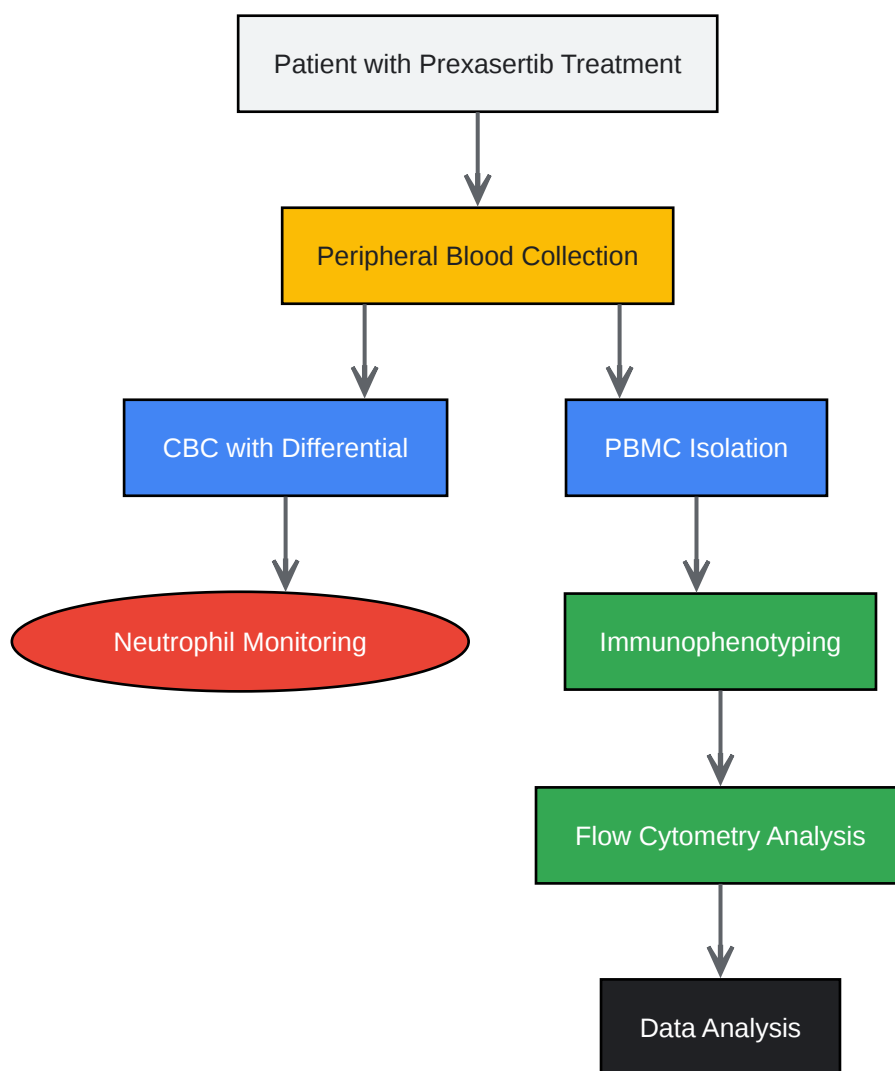 Patient with Prexasertib Treatment
Peripheral Blood Collection
CBC with Differential
PBMC Isolation
Neutrophil Monitoring
Immunophenotyping
Flow Cytometry Analysis
Data Analysis